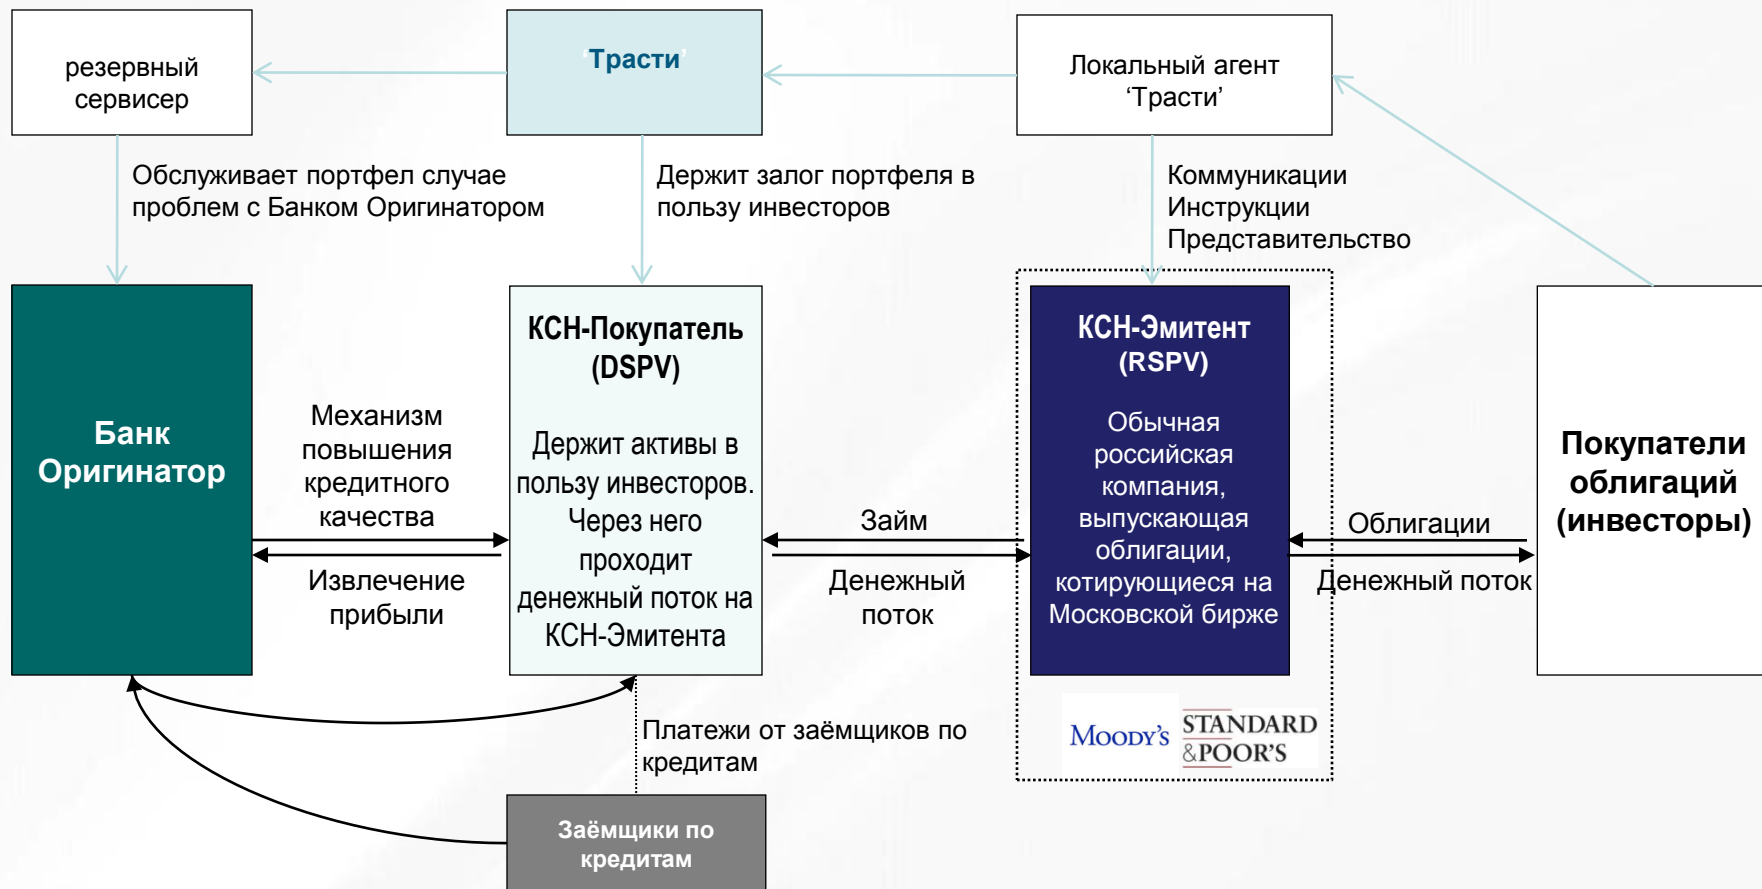 резервный
сервисер
‘Трасти’
Локальный агент
‘Трасти’
Обслуживает портфел случае
проблем с Банком Оригинатором
Держит залог портфеля в
пользу инвесторов
Коммуникации
Инструкции
Представительство
Банк
Оригинатор
Механизм
повышения
кредитного
качества
Извлечение
прибыли
КСН-Покупатель
(DSPV)
Держит активы в
пользу инвесторов.
Через него
проходит
денежный поток на
КСН-Эмитента
Займ
Денежный
поток
КСН-Эмитент
(RSPV)
Обычная
российская
компания,
выпускающая
облигации,
котирующиеся на
Московской бирже
Облигации
Денежный поток
Покупатели
облигаций
(инвесторы)
Moody's
STANDARD
&POOR'S
Платежи от заёмщиков по
кредитам
Заёмщики по
кредитам